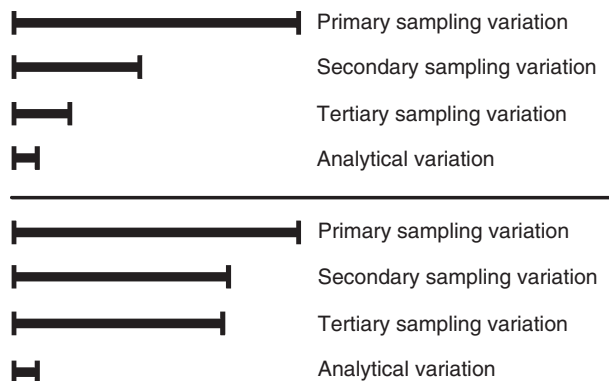 Primary sampling variation
Secondary sampling variation
Tertiary sampling variation
Analytical variation
Primary sampling variation
Secondary sampling variation
Tertiary sampling variation
Analytical variation